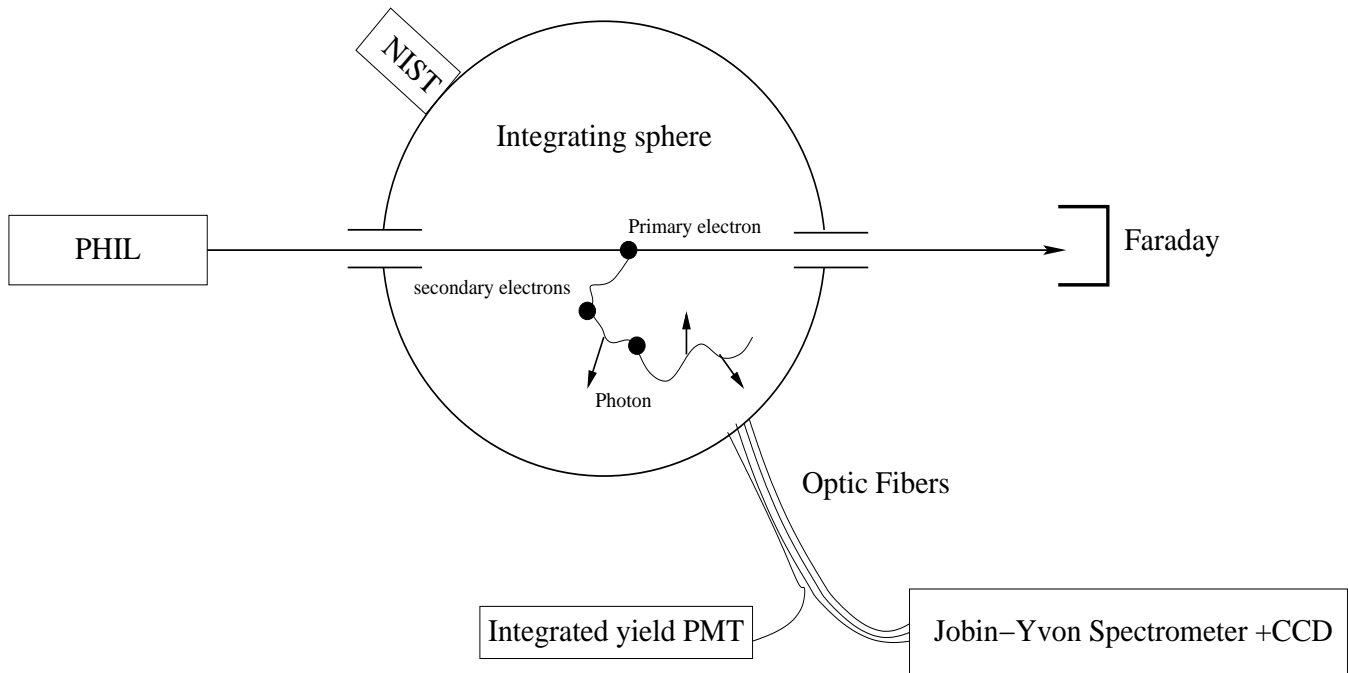 NIST
Integrating sphere
Primary electron
PHIL
Faraday
secondary electrons
Photon
Optic Fibers
Integrated yield PMT
Jobin−Yvon Spectrometer +CCD